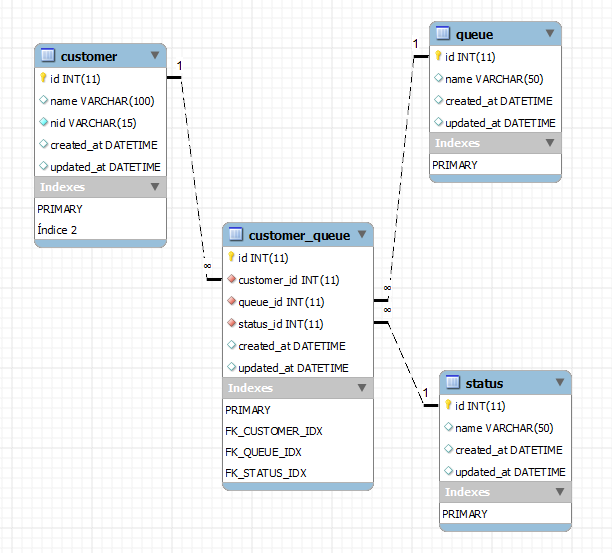 customer
id INT(11)
name VARCHAR(100)
nid VARCHAR(15)
created_at DATETIME
updated_at DATETIME
Indexes
PRIMARY
Índice 2
1
∞
queue
id INT(11)
name VARCHAR(50)
created_at DATETIME
updated_at DATETIME
Indexes
PRIMARY
1
∞
customer_queue
id INT(11)
customer_id INT(11)
queue_id INT(11)
status_id INT(11)
created_at DATETIME
updated_at DATETIME
Indexes
PRIMARY
FK_CUSTOMER_IDX
FK_QUEUE_IDX
FK_STATUS_IDX
∞
1
status
id INT(11)
name VARCHAR(50)
created_at DATETIME
updated_at DATETIME
Indexes
PRIMARY